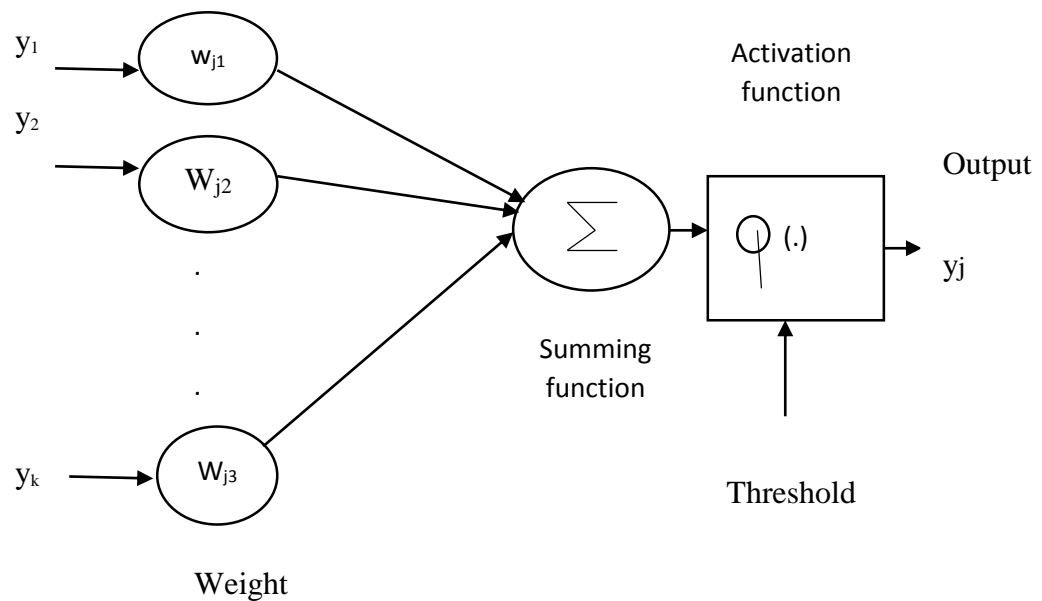 y₁
wⱼ₁
Activation
function
y₂
Wⱼ₂
Output
∑
φ (.)
yj
.
.
.
Summing
function
yₖ
Wⱼ₃
Threshold
Weight